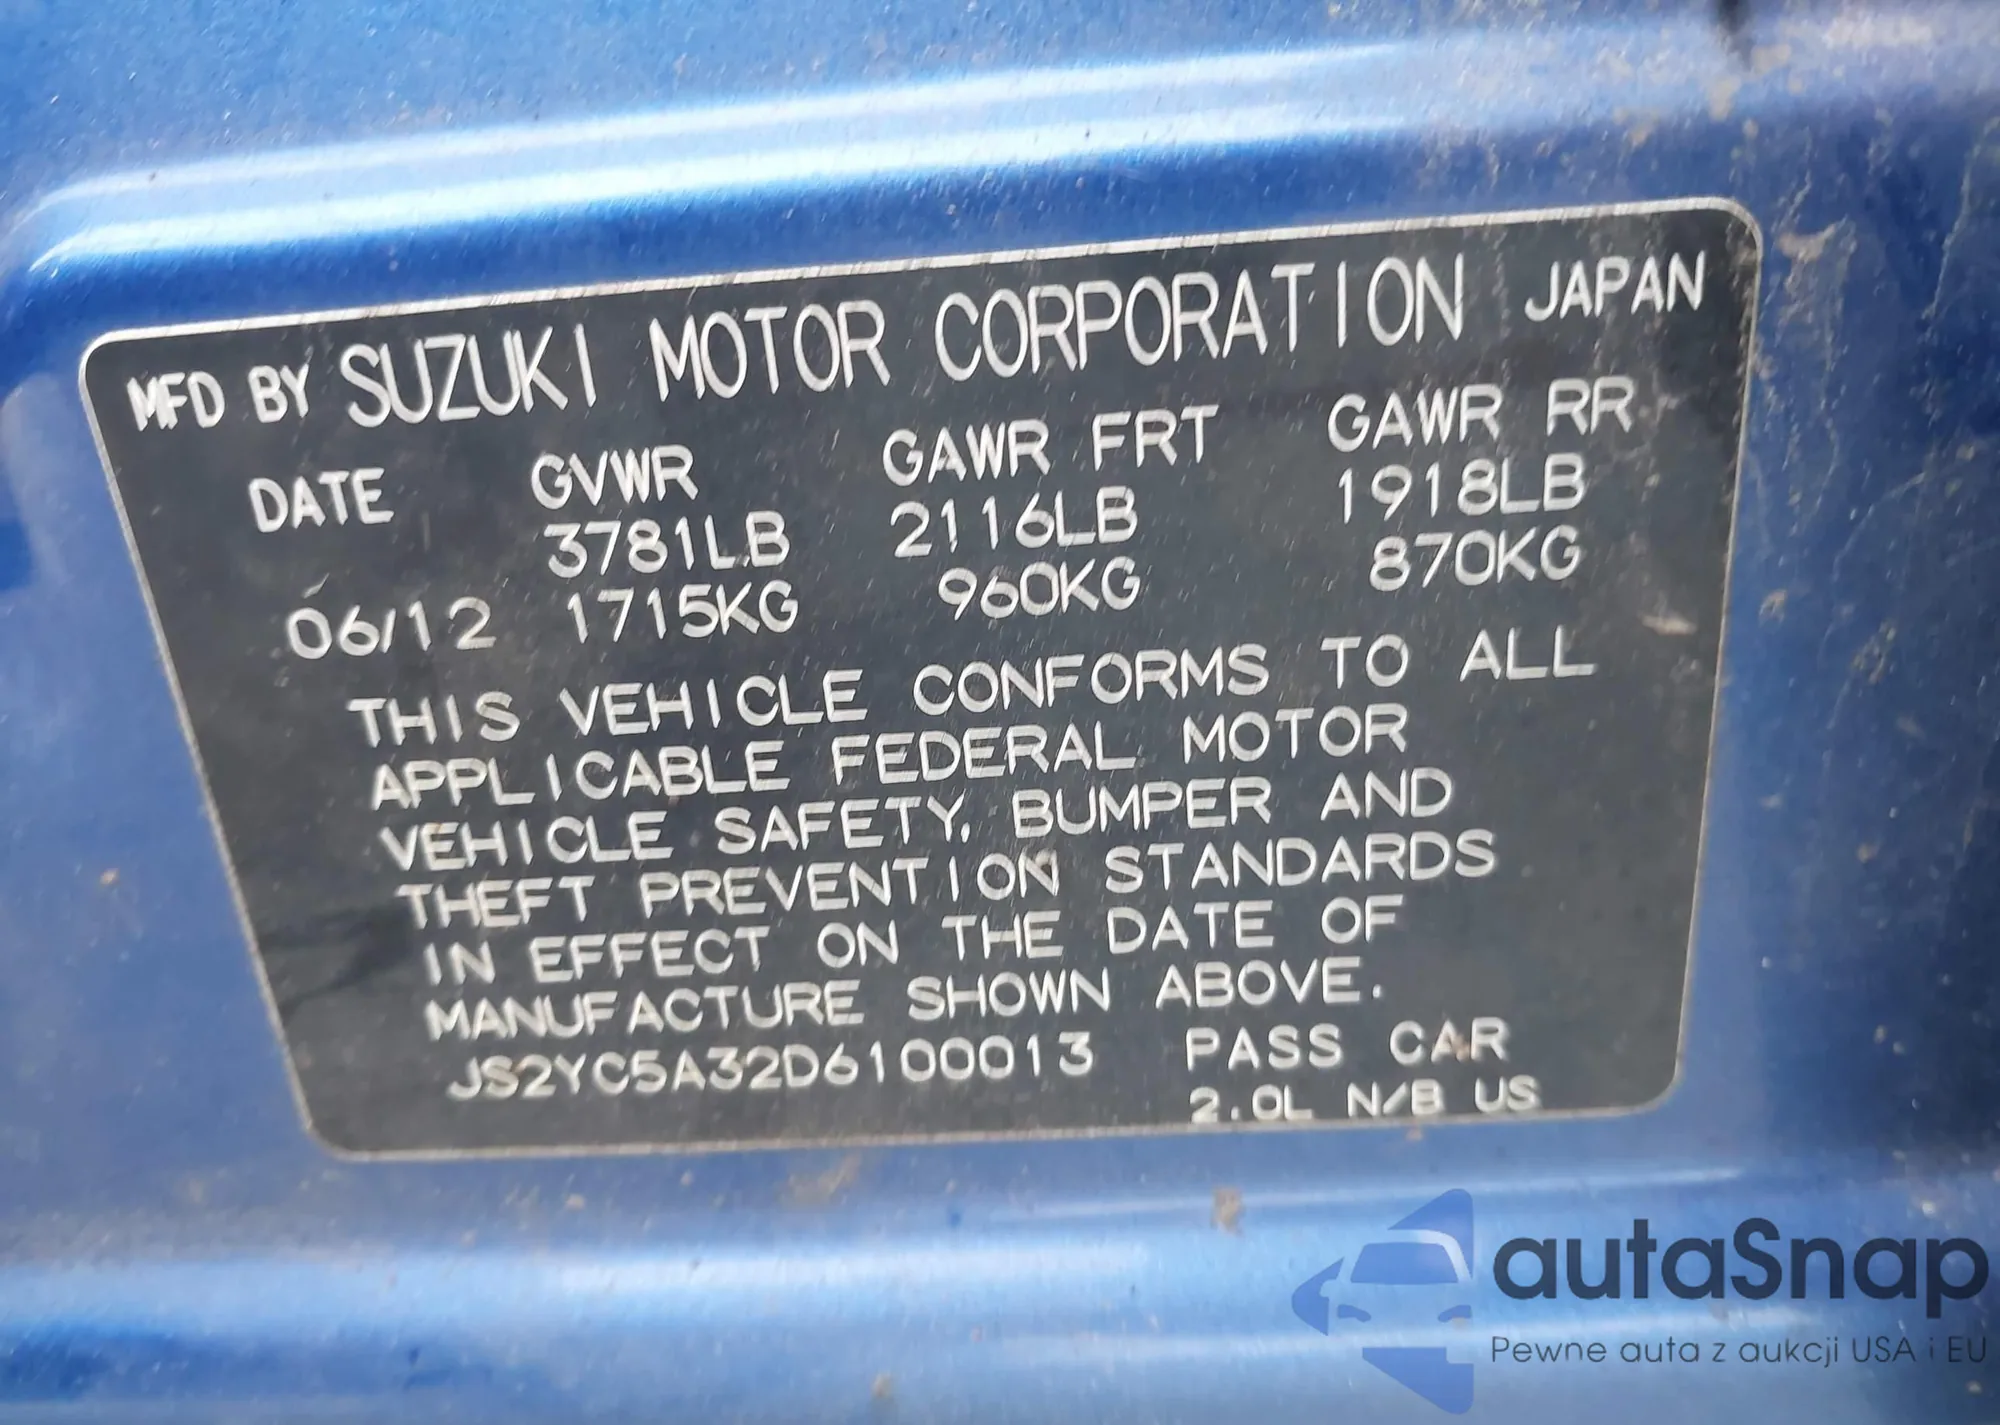 MFD BY SUZUKI MOTOR CORPORATION JAPAN
DATE GVWR GAWR FRT GAWR RR
3781LB 2116LB 1918LB
06/12 1715KG 960KG 870KG
THIS VEHICLE CONFORMS TO ALL
APPLICABLE FEDERAL MOTOR
VEHICLE SAFETY, BUMPER AND
THEFT PREVENTION STANDARDS
IN EFFECT ON THE DATE OF
MANUFACTURE SHOWN ABOVE.
JS2YC5A32D6100013 PASS CAR
2.0L N/B US
autaSnap
Pewne auta z aukcji USA i EU